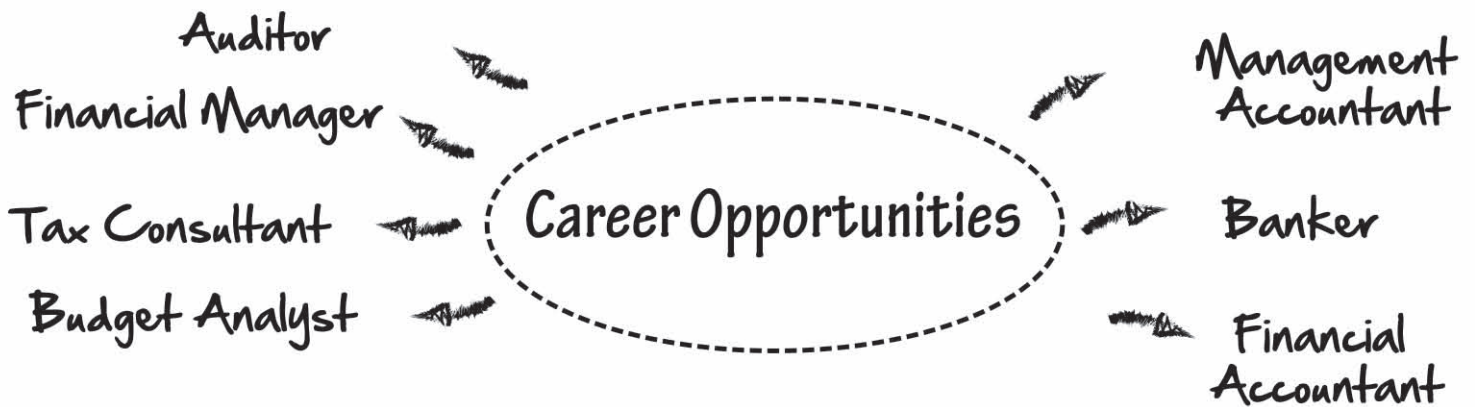 Auditor
Financial Manager
Tax Consultant
Budget Analyst
Career Opportunities
Management
Accountant
Banker
Financial
Accountant